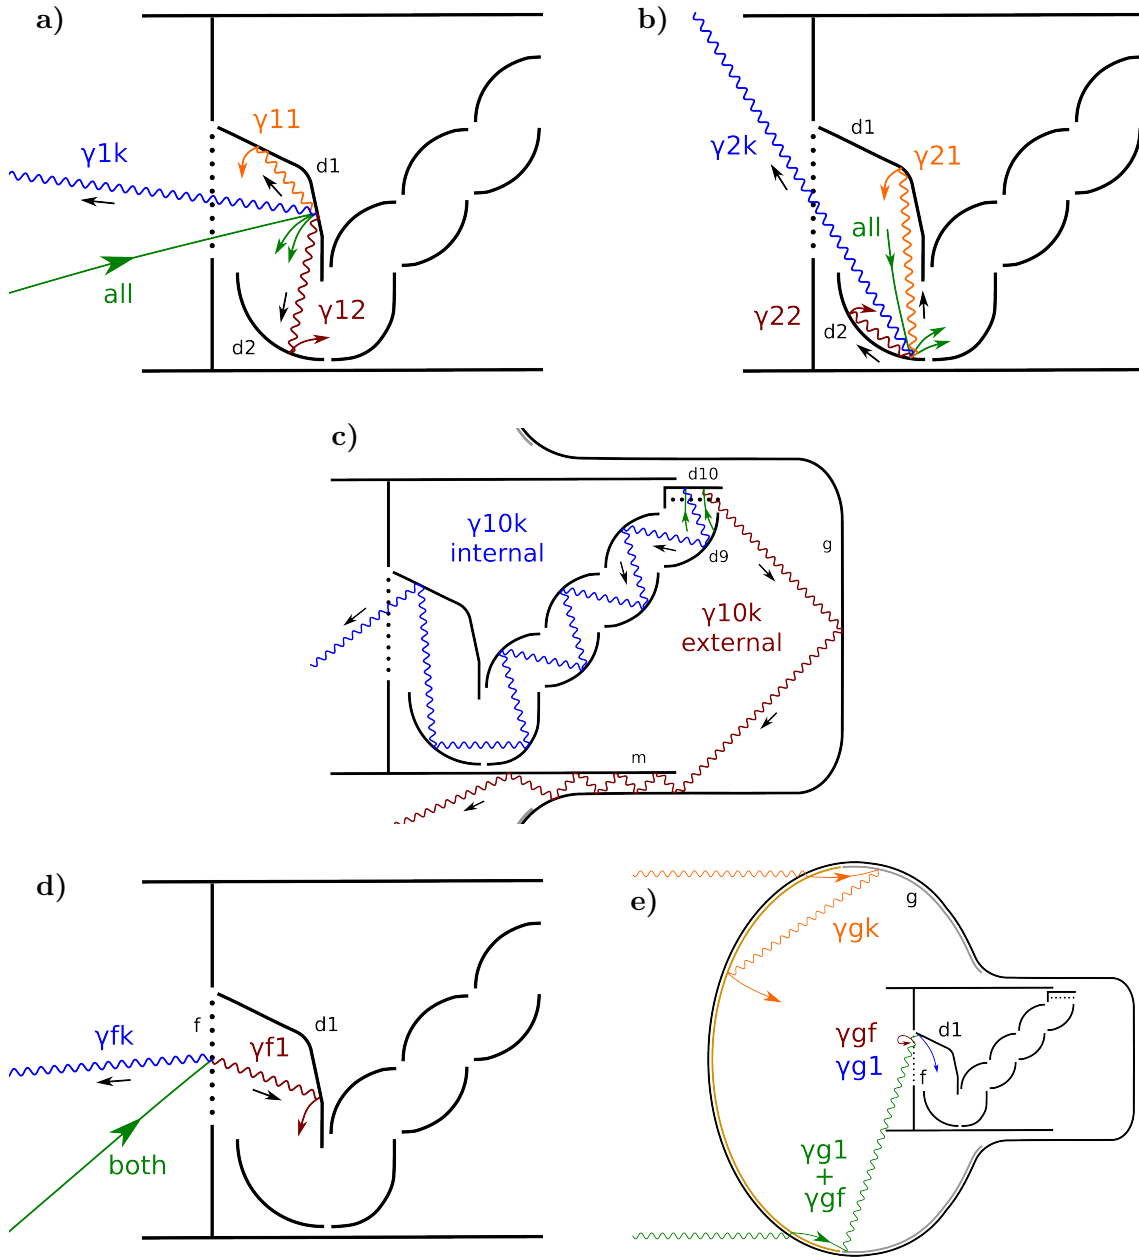 a)
γ11
γ1k
d1
all
γ12
d2
b)
d1
γ2k
γ21
all
γ22
d2
c)
d10
γ10k
internal
g
d9
γ10k
external
m
d)
f
d1
γfk
γf1
both
e)
g
γgk
γgf
d1
γg1
f
γg1
+
γgf